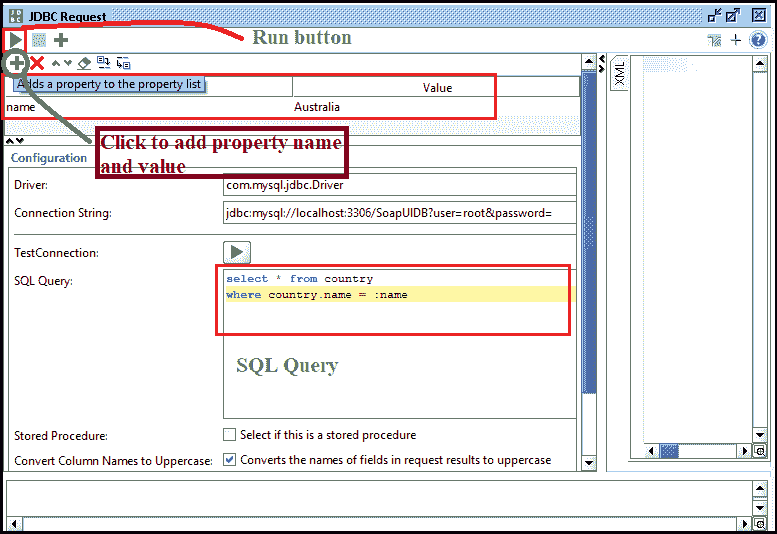 JDBC Request
Run button
Adds a property to the property list
Value
name Australia
Click to add property name
and value
Configuration
Driver: com.mysql.jdbc.Driver
Connection String: jdbc:mysql://localhost:3306/SoapUIDB?user=root&password=
TestConnection:
SQL Query: select * from country
where country.name = :name
SQL Query
Stored Procedure: Select if this is a stored procedure
Convert Column Names to Uppercase: Converts the names of fields in request results to uppercase
XML